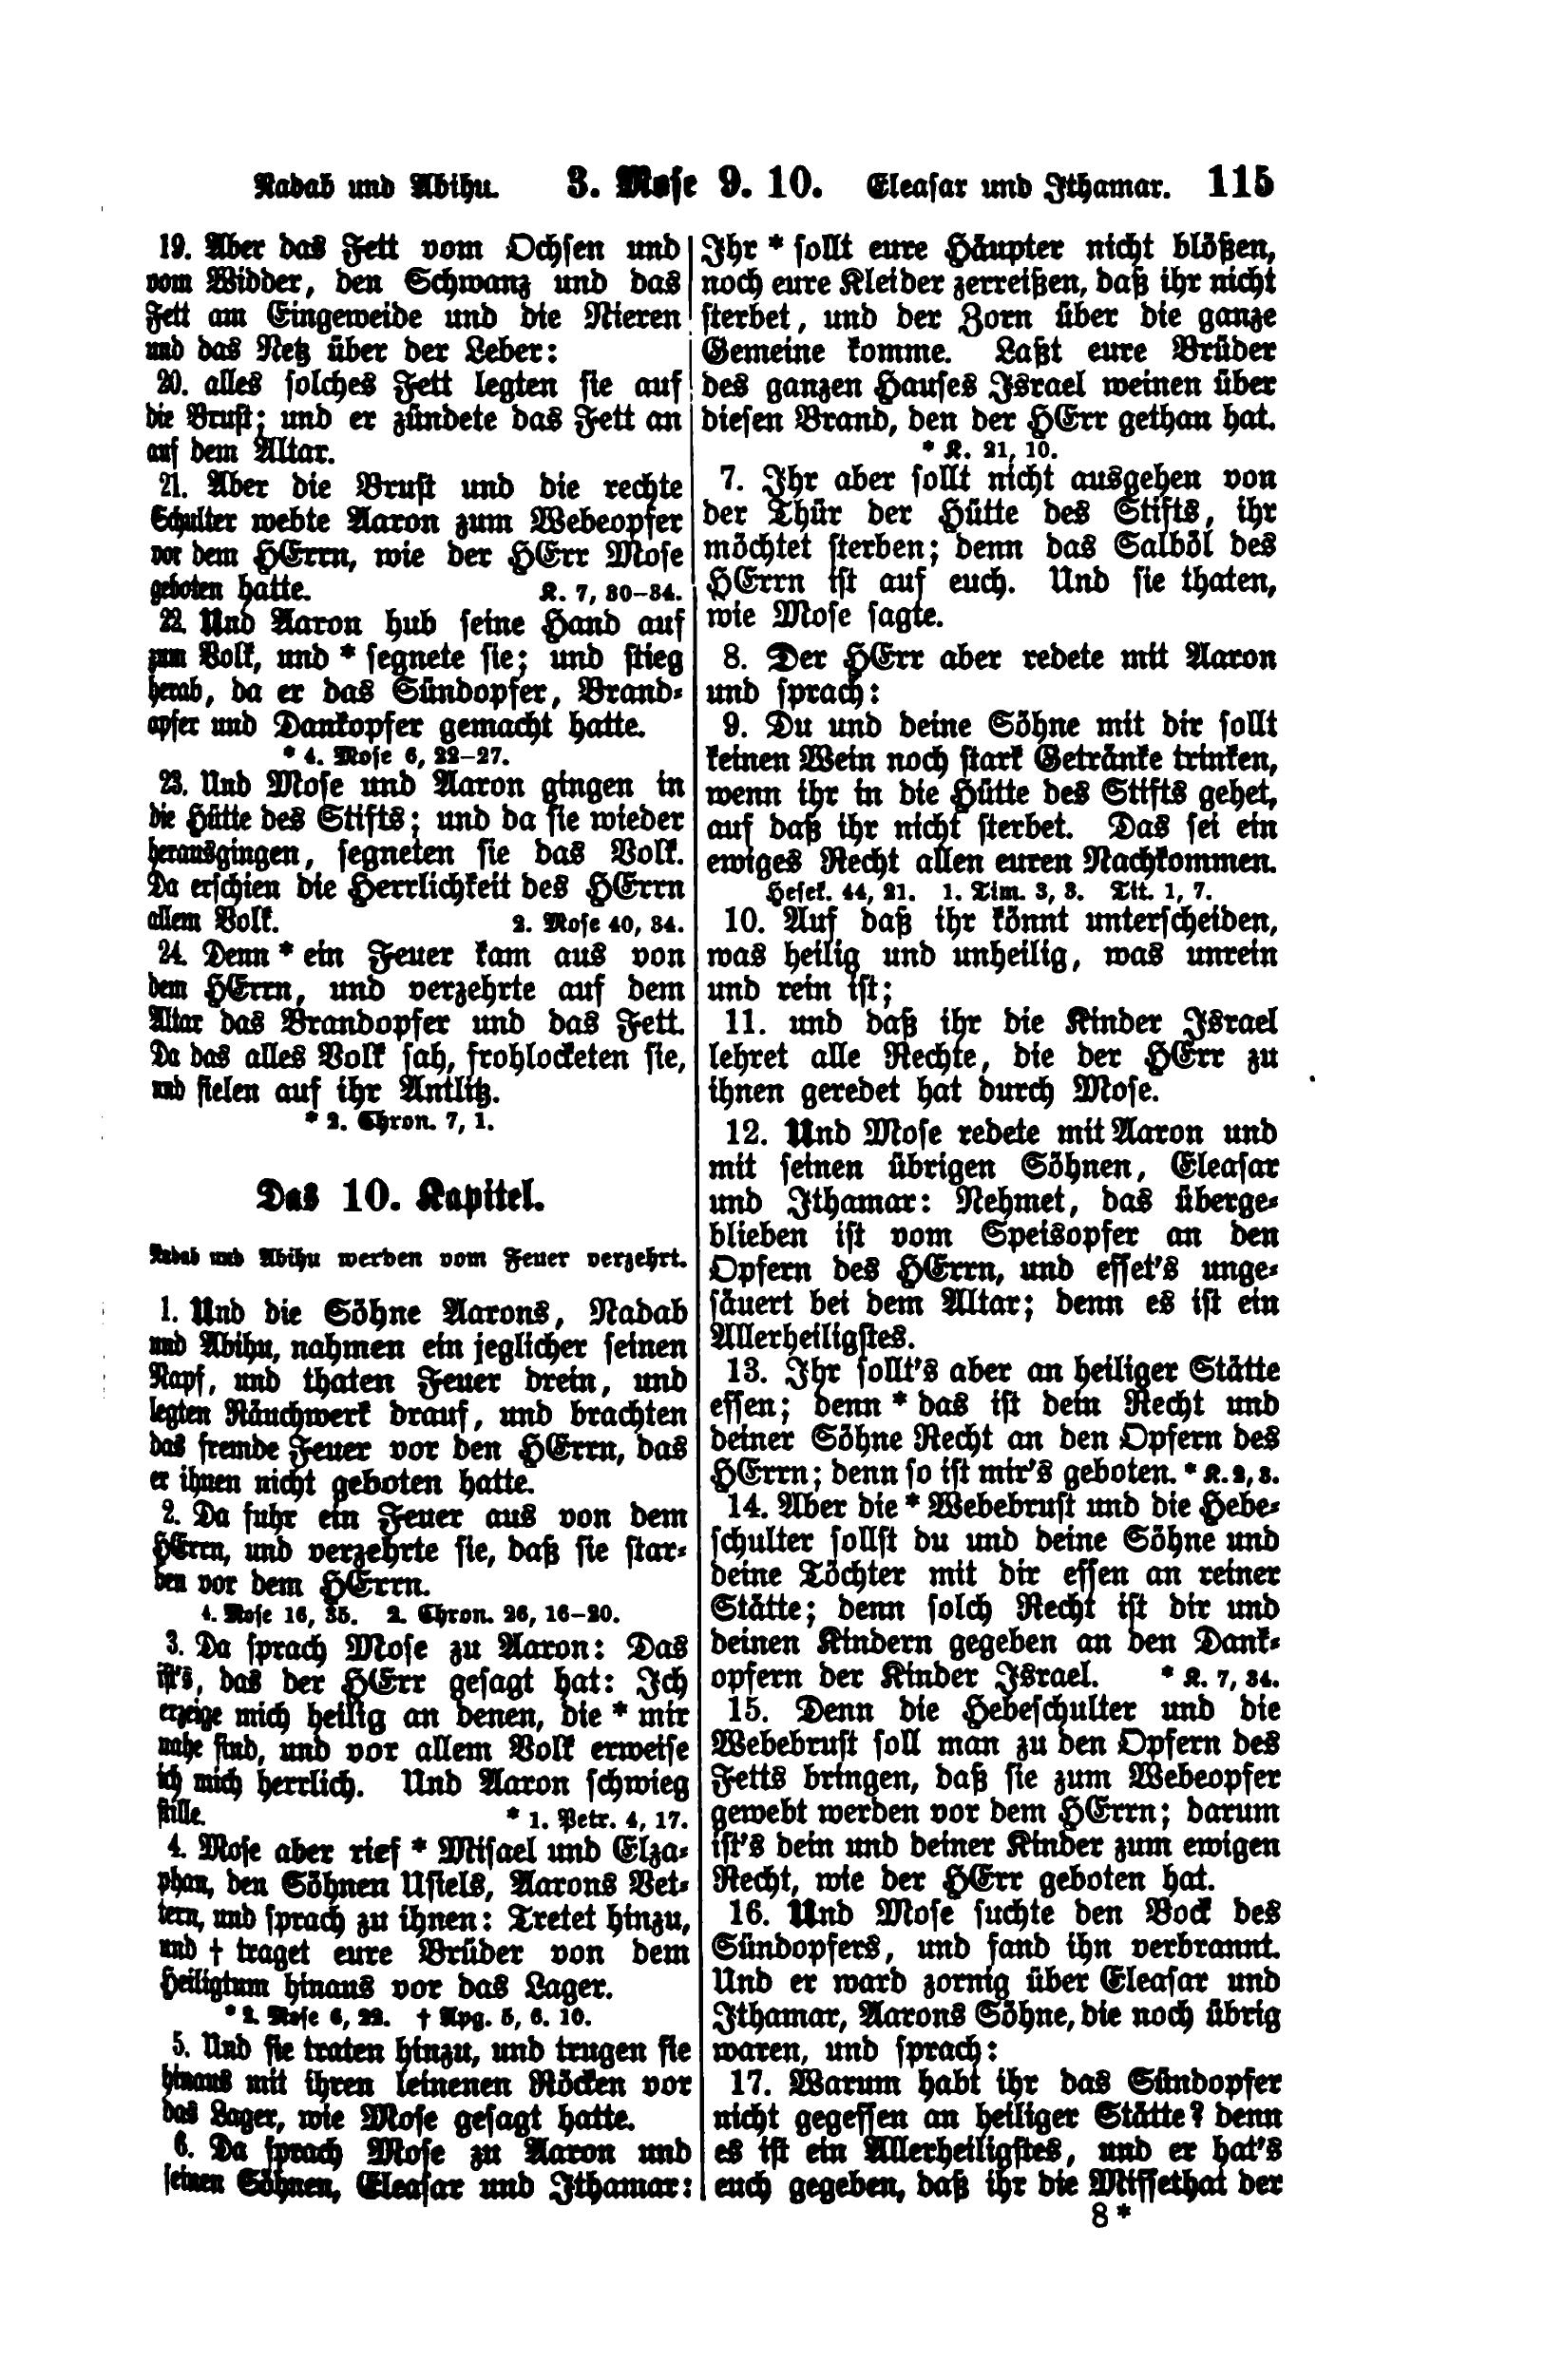 Nadab und Abihu. 3. Mose 9. 10. Eleasar und Ithamar. 115
19. Aber das Fett vom Ochsen und
vom Widder, den Schwanz und das
Fett am Eingeweide und die Nieren
und das Netz über der Leber:
20. alles solches Fett legten sie auf
die Brust; und er zündete das Fett an
auf dem Altar.
21. Aber die Brust und die rechte
Schulter webte Aaron zum Webeopfer
vor dem HErrn, wie der HErr Mose
geboten hatte. K. 7, 30–34.
22. Und Aaron hub seine Hand auf
zum Volk, und * segnete sie; und stieg
herab, da er das Sündopfer, Brand-
opfer und Dankopfer gemacht hatte.
* 4. Mose 6, 22–27.
23. Und Mose und Aaron gingen in
die Hütte des Stifts; und da sie wieder
herausgingen, segneten sie das Volk.
Da erschien die Herrlichkeit des HErrn
allem Volk. 2. Mose 40, 34.
24. Denn * ein Feuer kam aus von
dem HErrn, und verzehrte auf dem
Altar das Brandopfer und das Fett.
Da das alles Volk sah, frohlocketen sie,
und fielen auf ihr Antlitz.
* 2. Chron. 7, 1.
Das 10. Kapitel.
Nadab und Abihu werden vom Feuer verzehrt.
1. Und die Söhne Aarons, Nadab
und Abihu, nahmen ein jeglicher seinen
Napf, und thaten Feuer drein, und
legten Räuchwerk drauf, und brachten
das fremde Feuer vor den HErrn, das
er ihnen nicht geboten hatte.
2. Da fuhr ein Feuer aus von dem
HErrn, und verzehrte sie, daß sie star-
ben vor dem HErrn.
4. Mose 16, 35. 2. Chron. 26, 16–20.
3. Da sprach Mose zu Aaron: Das
ist's, das der HErr gesagt hat: Ich
erzeige mich heilig an denen, die * mir
nahe sind, und vor allem Volk erweise
ich mich herrlich. Und Aaron schwieg
stille. * 1. Petr. 4, 17.
4. Mose aber rief * Misael und Elza-
phan, den Söhnen Usiels, Aarons Vet-
tern, und sprach zu ihnen: Tretet hinzu,
und † traget eure Brüder von dem
Heiligtum hinaus vor das Lager.
* 2. Mose 6, 22. † Apg. 5, 6. 10.
5. Und sie traten hinzu, und trugen sie
hinaus mit ihren leinenen Röcken vor
das Lager, wie Mose gesagt hatte.
6. Da sprach Mose zu Aaron und
seinen Söhnen, Eleasar und Ithamar:
Ihr * sollt eure Häupter nicht blößen,
noch eure Kleider zerreißen, daß ihr nicht
sterbet, und der Zorn über die ganze
Gemeine komme. Laßt eure Brüder
des ganzen Hauses Israel weinen über
diesen Brand, den der HErr gethan hat.
* K. 21, 10.
7. Ihr aber sollt nicht ausgehen von
der Thür der Hütte des Stifts, ihr
möchtet sterben; denn das Salböl des
HErrn ist auf euch. Und sie thaten,
wie Mose sagte.
8. Der HErr aber redete mit Aaron
und sprach:
9. Du und deine Söhne mit dir sollt
keinen Wein noch stark Getränke trinken,
wenn ihr in die Hütte des Stifts gehet,
auf daß ihr nicht sterbet. Das sei ein
ewiges Recht allen euren Nachkommen.
Hesek. 44, 21. 1. Tim. 3, 3. Tit. 1, 7.
10. Auf daß ihr könnt unterscheiden,
was heilig und unheilig, was unrein
und rein ist;
11. und daß ihr die Kinder Israel
lehret alle Rechte, die der HErr zu
ihnen geredet hat durch Mose.
12. Und Mose redete mit Aaron und
mit seinen übrigen Söhnen, Eleasar
und Ithamar: Nehmet, das überge-
blieben ist vom Speisopfer an den
Opfern des HErrn, und esset's unge-
säuert bei dem Altar; denn es ist ein
Allerheiligstes.
13. Ihr sollt's aber an heiliger Stätte
essen; denn * das ist dein Recht und
deiner Söhne Recht an den Opfern des
HErrn; denn so ist mir's geboten. * K. 2, 3.
14. Aber die * Webebrust und die Hebe-
schulter sollst du und deine Söhne und
deine Töchter mit dir essen an reiner
Stätte; denn solch Recht ist dir und
deinen Kindern gegeben an den Dank-
opfern der Kinder Israel. * K. 7, 34.
15. Denn die Hebeschulter und die
Webebrust soll man zu den Opfern des
Fetts bringen, daß sie zum Webeopfer
gewebt werden vor dem HErrn; darum
ist's dein und deiner Kinder zum ewigen
Recht, wie der HErr geboten hat.
16. Und Mose suchte den Bock des
Sündopfers, und fand ihn verbrannt.
Und er ward zornig über Eleasar und
Ithamar, Aarons Söhne, die noch übrig
waren, und sprach:
17. Warum habt ihr das Sündopfer
nicht gegessen an heiliger Stätte? denn
es ist ein Allerheiligstes, und er hat's
euch gegeben, daß ihr die Missethat der
8*